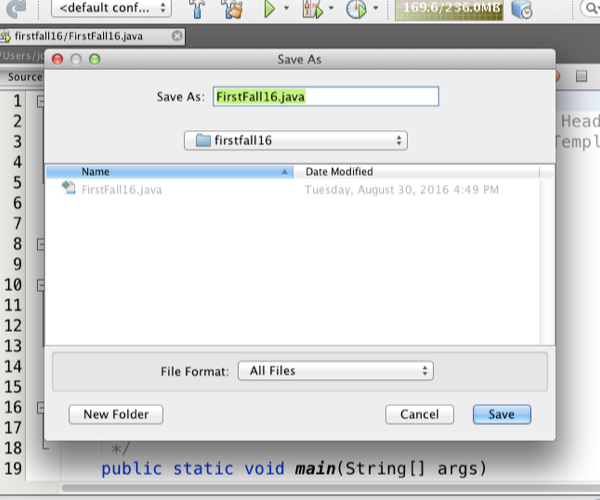 <default conf...
169.6/236.0MB
firstfall16/FirstFall16.java
Save As
Source
Save As: FirstFall16.java
firstfall16
Name Date Modified
FirstFall16.java Tuesday, August 30, 2016 4:49 PM
File Format: All Files
New Folder Cancel Save
1
2 Head
3 Templ
4
5
6
7
8
9
10
11
12
13
14
15
16
17
18 */
19 public static void main(String[] args)